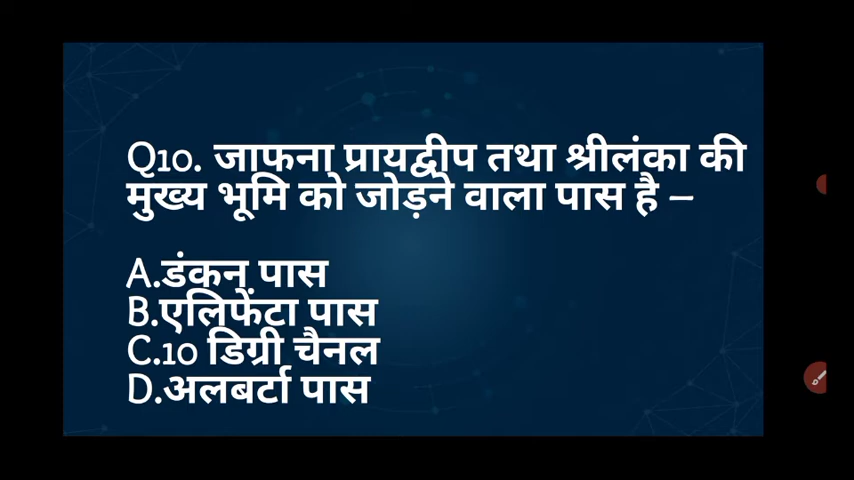 Q10. जाफना प्रायद्वीप तथा श्रीलंका की
मुख्य भूमि को जोड़ने वाला पास है –
A.डंकन पास
B.एलिफेंटा पास
C.10 डिग्री चैनल
D.अलबर्टा पास